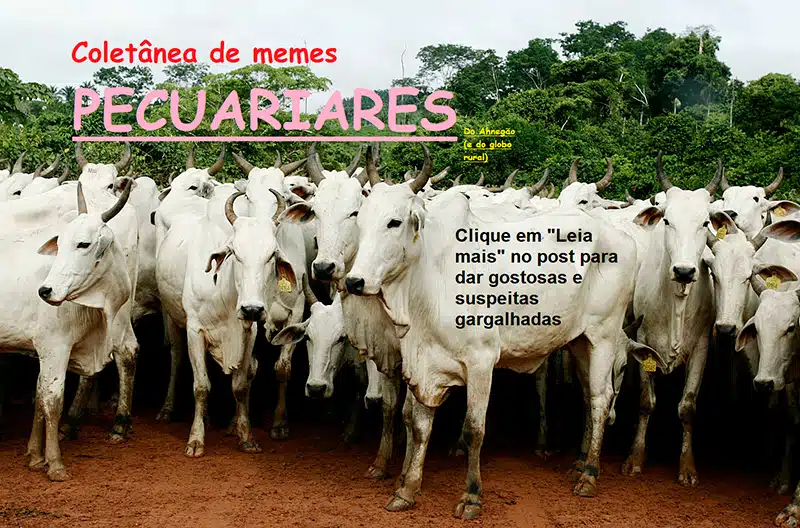 Coletânea de memes
PECUARIARES
Do Ahnegão
(e do globo
rural)
Clique em "Leia
mais" no post para
dar gostosas e
suspeitas
gargalhadas